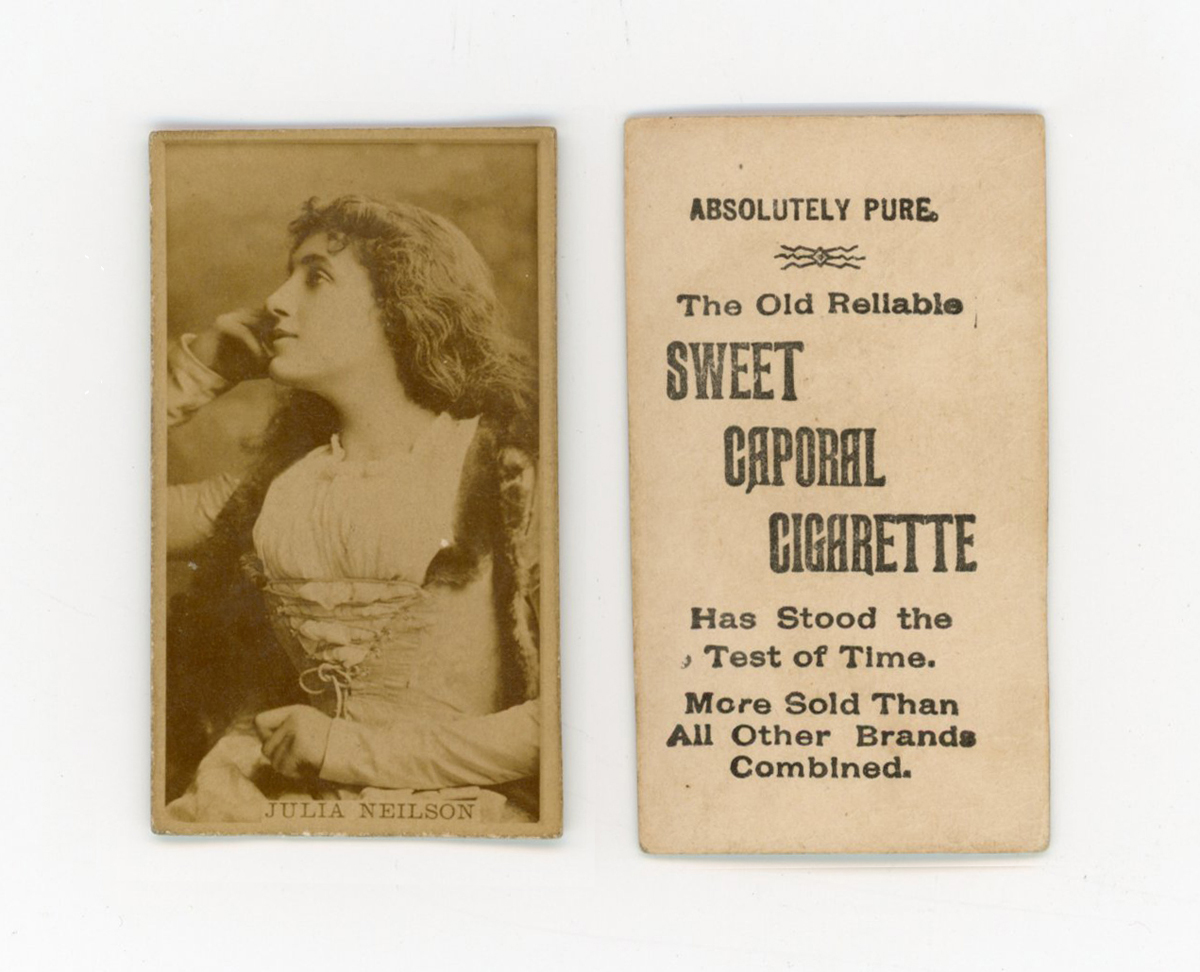 JULIA NEILSON
ABSOLUTELY PURE.
The Old Reliable
SWEET
CAPORAL
CIGARETTE
Has Stood the
Test of Time.
More Sold Than
All Other Brands
Combined.